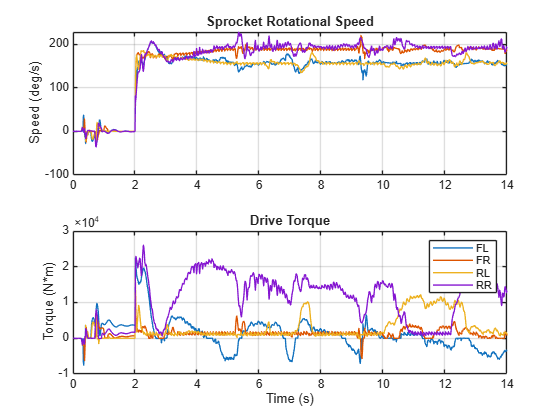 Sprocket Rotational Speed
Speed (deg/s)
200
100
0
-100
0 2 4 6 8 10 12 14
Drive Torque
×10⁴
Torque (N*m)
3
2
1
0
-1
FL
FR
RL
RR
0 2 4 6 8 10 12 14
Time (s)